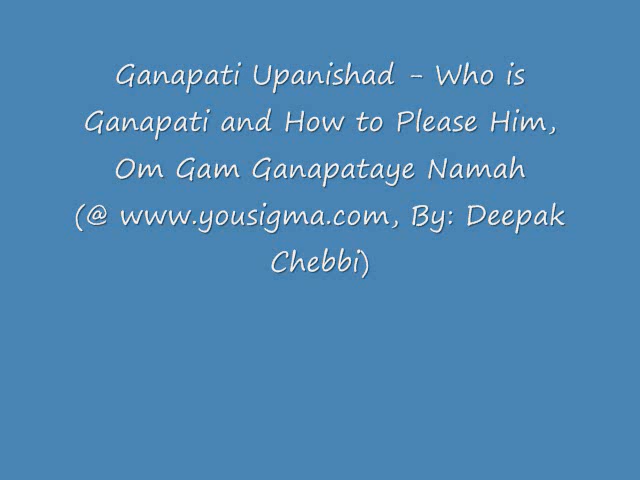 Ganapati Upanishad - Who is
Ganapati and How to Please Him,
Om Gam Ganapataye Namah
(@ www.yousigma.com, By: Deepak
Chebbi)